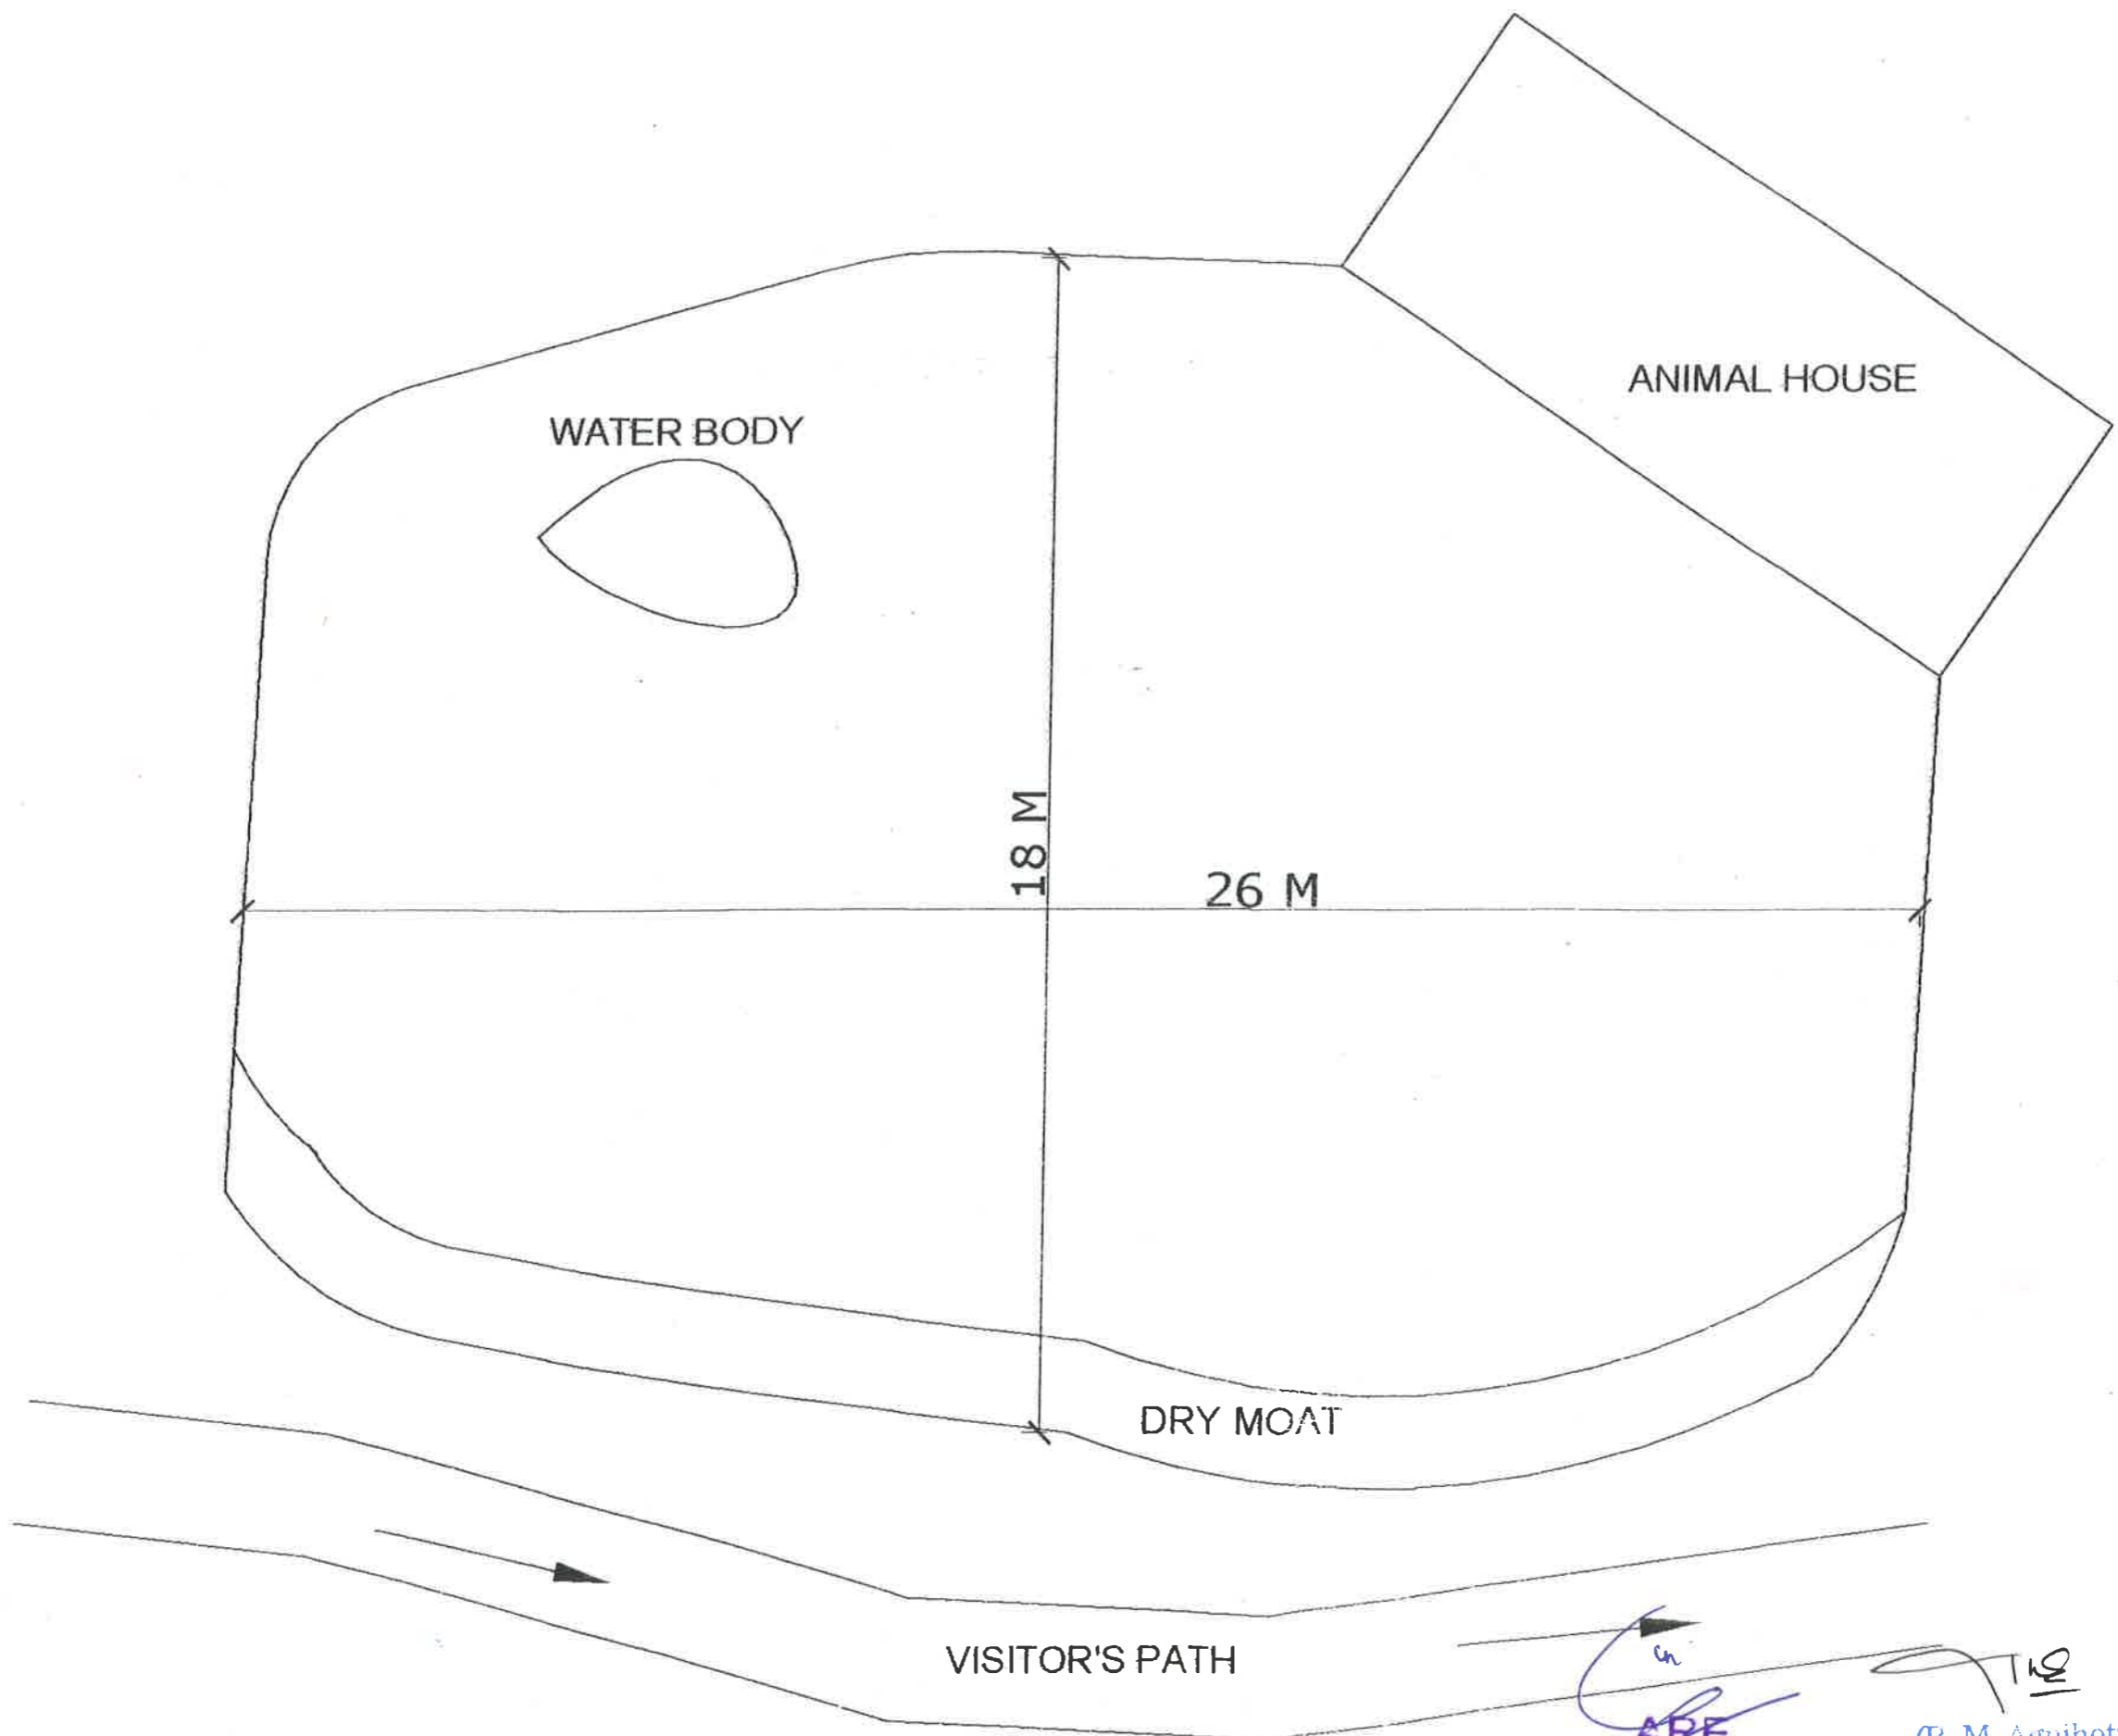 ANIMAL HOUSE
WATER BODY
18 M
26 M
DRY MOAT
VISITOR'S PATH